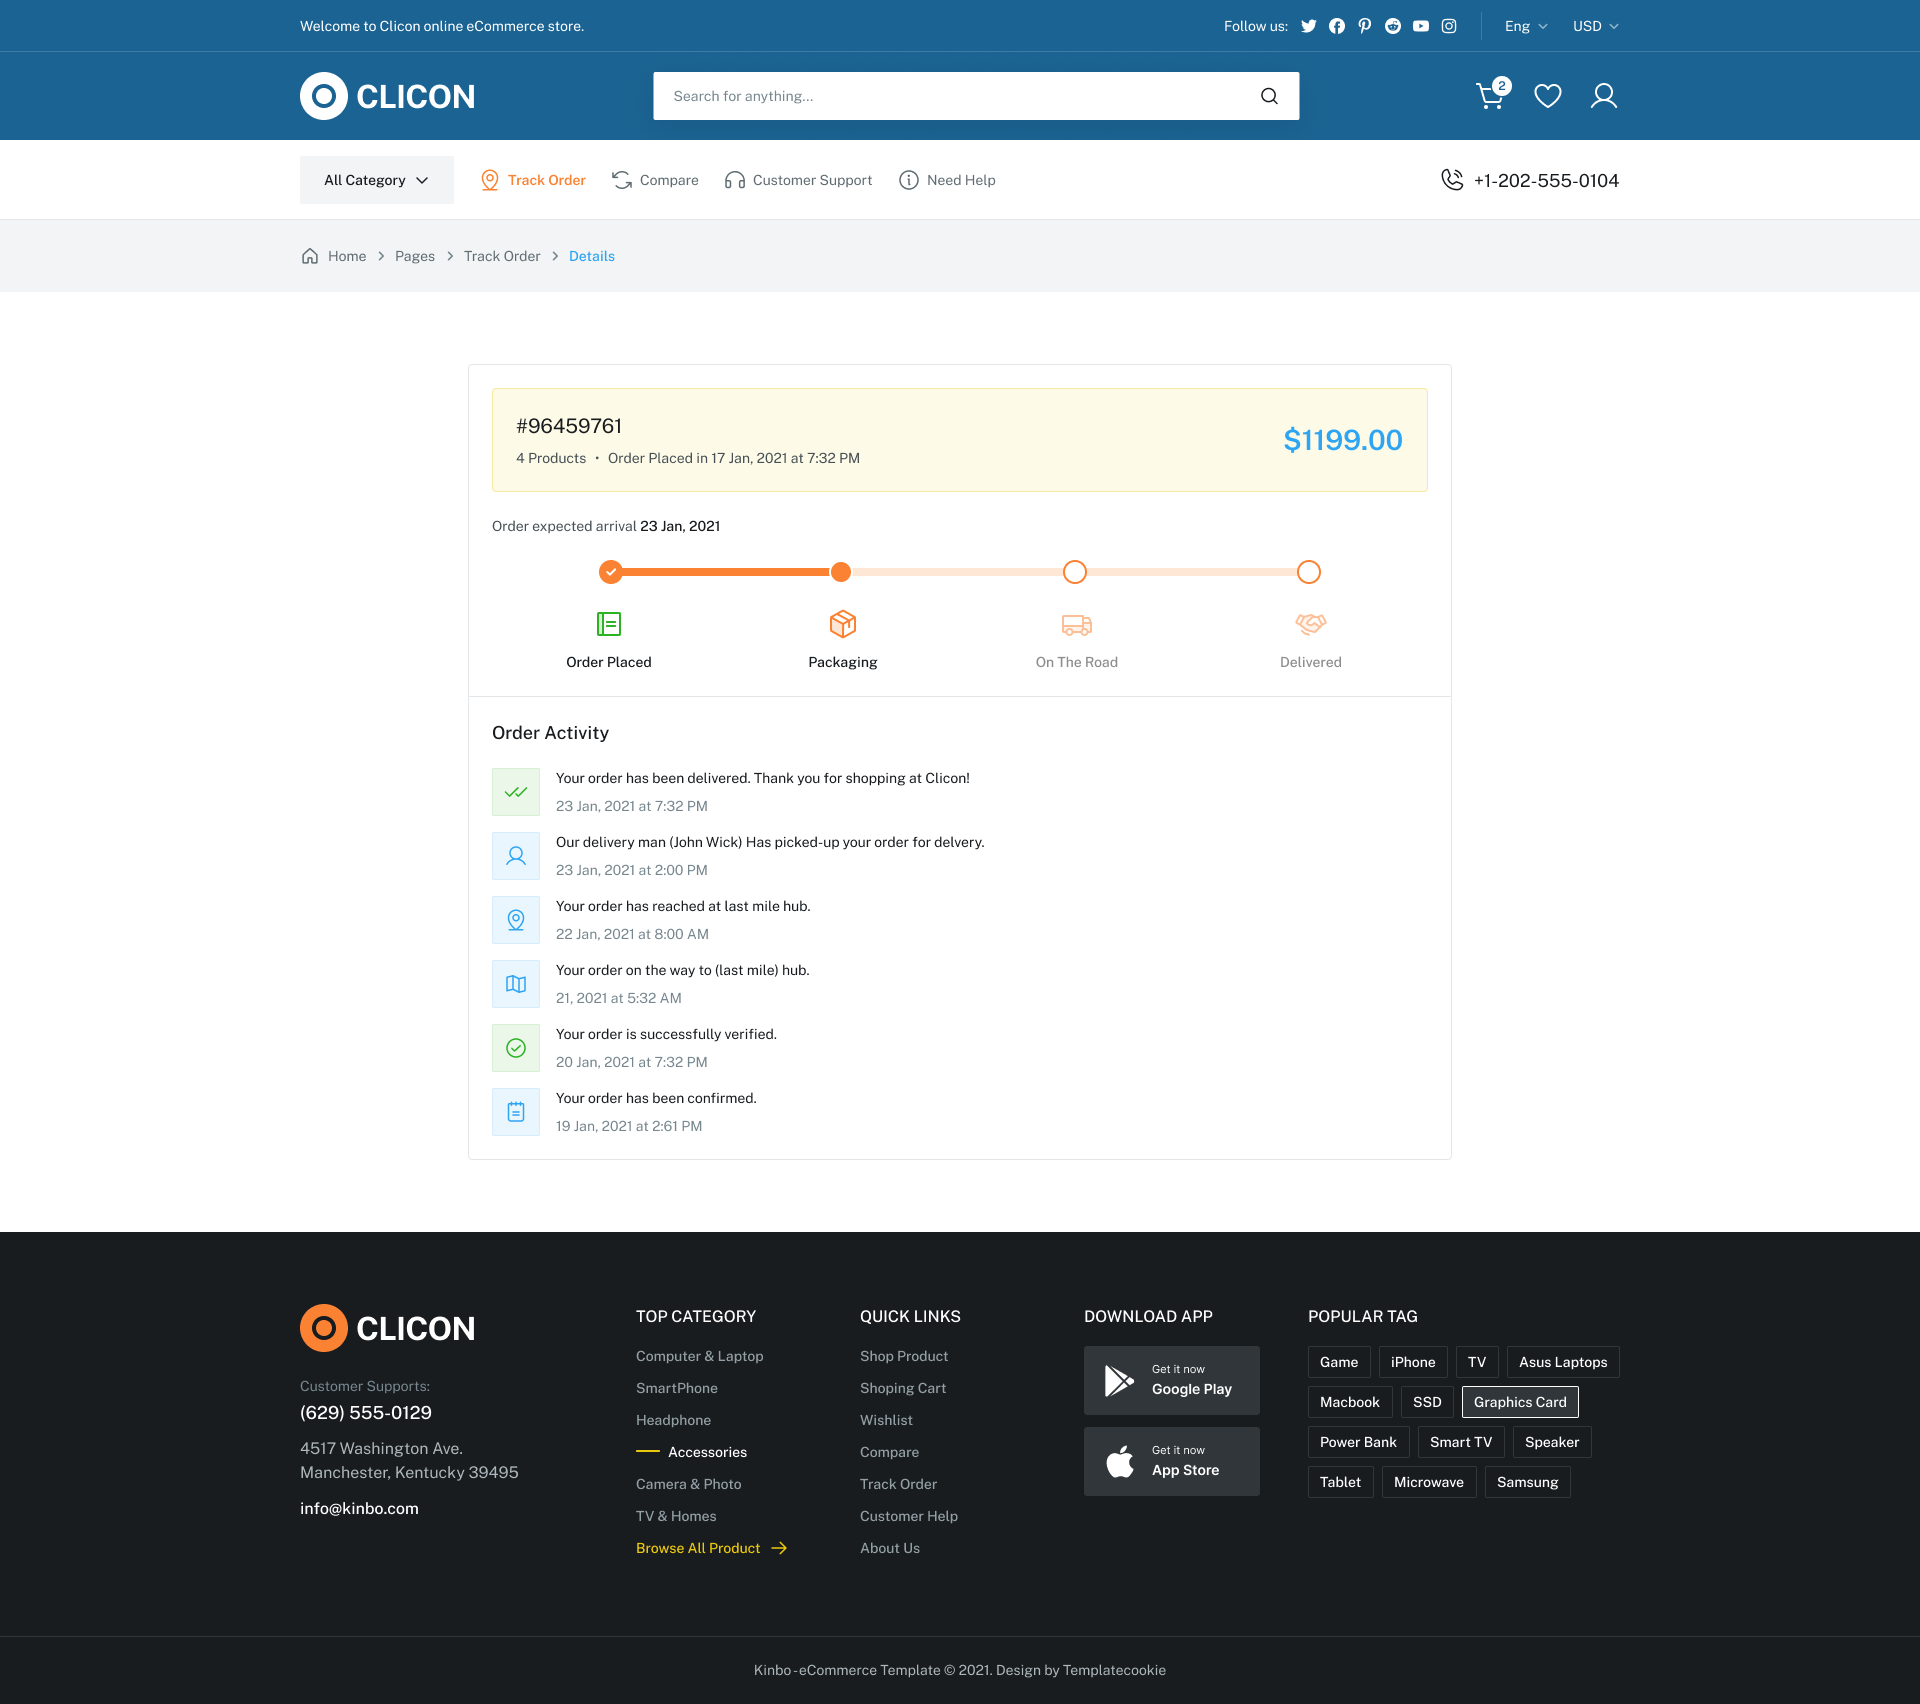 Welcome to Clicon online eCommerce store.
Follow us:
Eng
USD
CLICON
Search for anything...
2
All Category
Track Order
Compare
Customer Support
Need Help
+1-202-555-0104
Home
Pages
Track Order
Details
#96459761
4 Products • Order Placed in 17 Jan, 2021 at 7:32 PM
$1199.00
Order expected arrival 23 Jan, 2021
Order Placed
Packaging
On The Road
Delivered
Order Activity
Your order has been delivered. Thank you for shopping at Clicon!
23 Jan, 2021 at 7:32 PM
Our delivery man (John Wick) Has picked-up your order for delvery.
23 Jan, 2021 at 2:00 PM
Your order has reached at last mile hub.
22 Jan, 2021 at 8:00 AM
Your order on the way to (last mile) hub.
21, 2021 at 5:32 AM
Your order is successfully verified.
20 Jan, 2021 at 7:32 PM
Your order has been confirmed.
19 Jan, 2021 at 2:61 PM
CLICON
Customer Supports:
(629) 555-0129
4517 Washington Ave.
Manchester, Kentucky 39495
info@kinbo.com
TOP CATEGORY
Computer & Laptop
SmartPhone
Headphone
Accessories
Camera & Photo
TV & Homes
Browse All Product
QUICK LINKS
Shop Product
Shoping Cart
Wishlist
Compare
Track Order
Customer Help
About Us
DOWNLOAD APP
Get it now
Google Play
Get it now
App Store
POPULAR TAG
Game
iPhone
TV
Asus Laptops
Macbook
SSD
Graphics Card
Power Bank
Smart TV
Speaker
Tablet
Microwave
Samsung
Kinbo - eCommerce Template © 2021. Design by Templatecookie